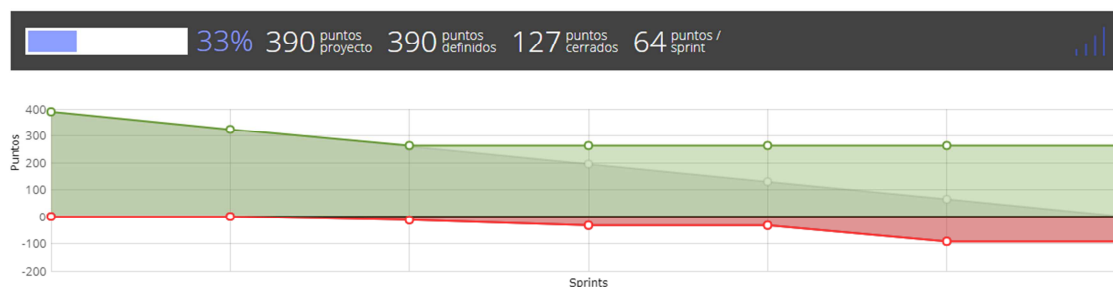 33% 390 puntos proyecto 390 puntos definidos 127 puntos cerrados 64 puntos / sprint
400
300
200
100
0
-100
-200
Puntos
Sprints